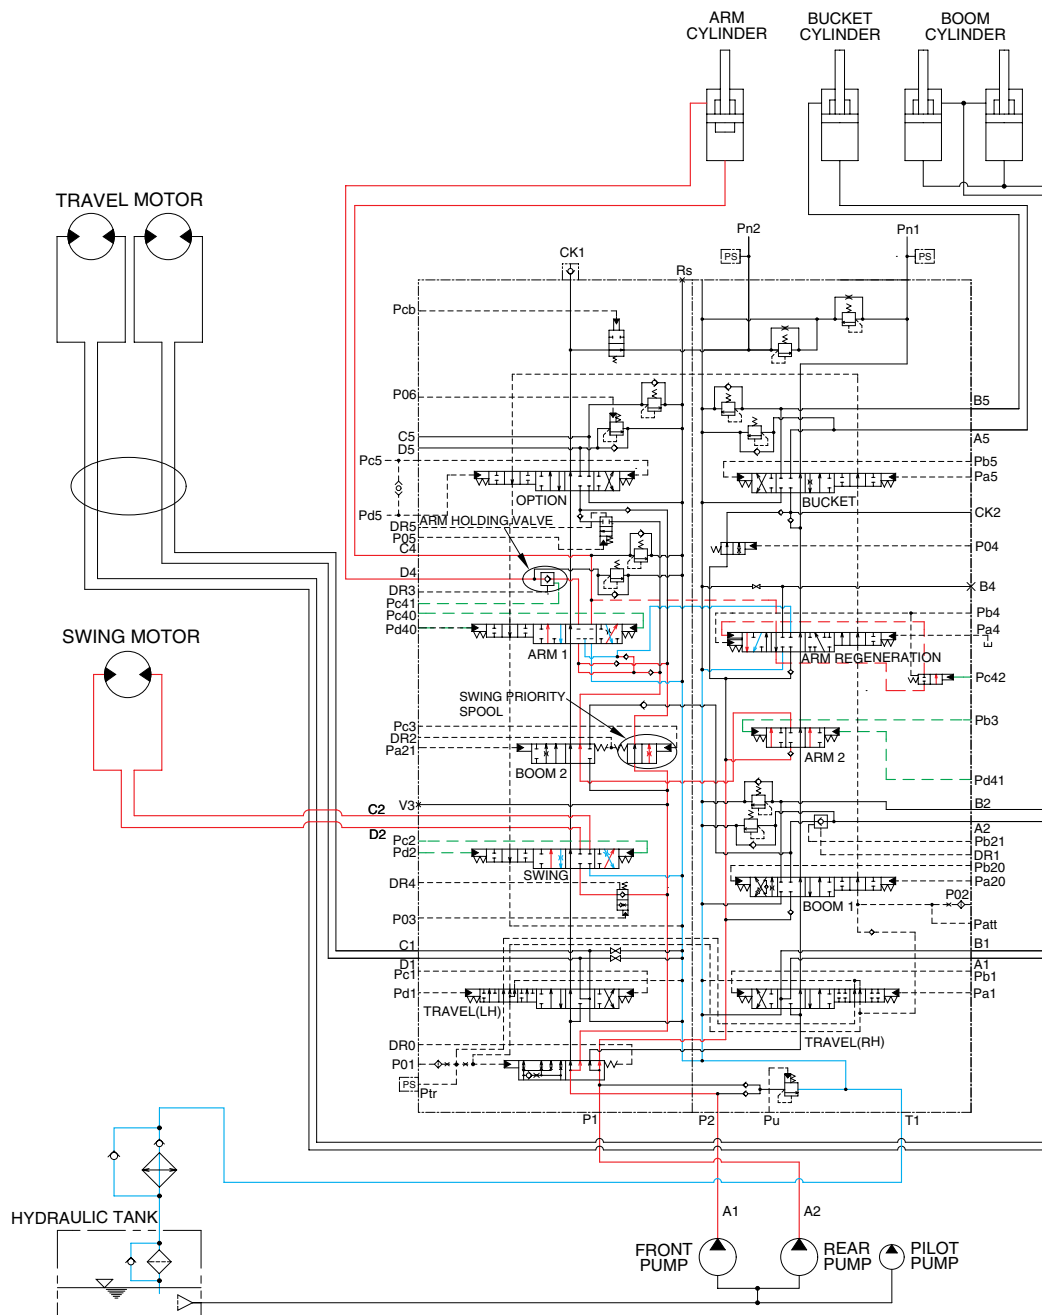 ARM
CYLINDER
BUCKET
CYLINDER
BOOM
CYLINDER
TRAVEL MOTOR
Pn2
Pn1
CK1
PS
PS
Rs
Pcb
P06
C5
D5
B5
A5
Pc5
Pb5
Pa5
OPTION
BUCKET
Pd5
CK2
ARM HOLDING VALVE
DR5
P05
C4
P04
D4
B4
DR3
Pc41
Pc40
Pd40
Pb4
Pa4
E
SWING MOTOR
ARM 1
ARM REGENERATION
Pc42
SWING PRIORITY
SPOOL
Pc3
DR2
Pa21
Pb3
BOOM 2
ARM 2
Pd41
V3
C2
B2
D2
A2
Pc2
Pd2
Pb21
DR1
Pb20
Pa20
SWING
DR4
BOOM 1
P02
P03
Patt
C1
B1
D1
A1
Pc1
Pb1
Pd1
Pa1
TRAVEL(LH)
TRAVEL(RH)
DR0
P01
PS
Ptr
P1
P2
Pu
T1
HYDRAULIC TANK
A1
A2
FRONT
PUMP
REAR
PUMP
PILOT
PUMP